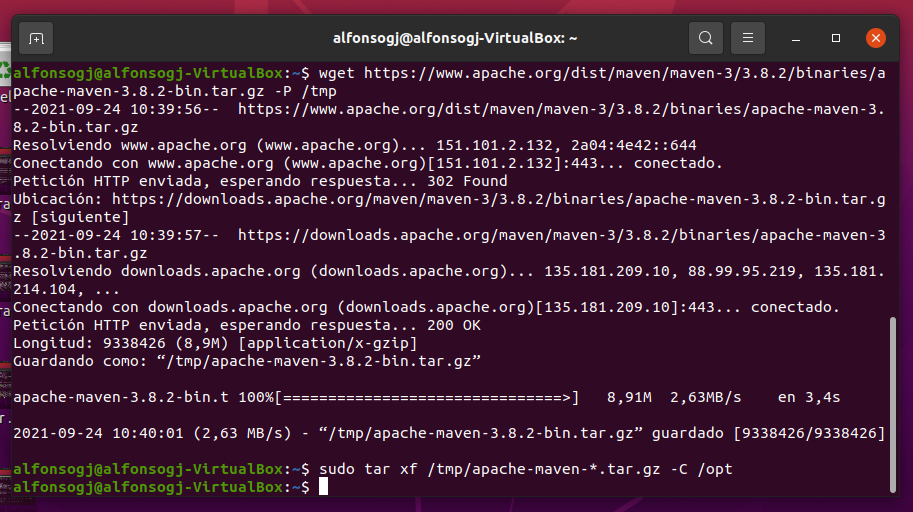 alfonsogj@alfonsogj-VirtualBox: ~
alfonsogj@alfonsogj-VirtualBox:~$ wget https://www.apache.org/dist/maven/maven-3/3.8.2/binaries/a
pache-maven-3.8.2-bin.tar.gz -P /tmp
--2021-09-24 10:39:56--  https://www.apache.org/dist/maven/maven-3/3.8.2/binaries/apache-maven-3.
8.2-bin.tar.gz
Resolviendo www.apache.org (www.apache.org)... 151.101.2.132, 2a04:4e42::644
Conectando con www.apache.org (www.apache.org)[151.101.2.132]:443... conectado.
Petición HTTP enviada, esperando respuesta... 302 Found
Ubicación: https://downloads.apache.org/maven/maven-3/3.8.2/binaries/apache-maven-3.8.2-bin.tar.g
z [siguiente]
--2021-09-24 10:39:57--  https://downloads.apache.org/maven/maven-3/3.8.2/binaries/apache-maven-3
.8.2-bin.tar.gz
Resolviendo downloads.apache.org (downloads.apache.org)... 135.181.209.10, 88.99.95.219, 135.181.
214.104, ...
Conectando con downloads.apache.org (downloads.apache.org)[135.181.209.10]:443... conectado.
Petición HTTP enviada, esperando respuesta... 200 OK
Longitud: 9338426 (8,9M) [application/x-gzip]
Guardando como: “/tmp/apache-maven-3.8.2-bin.tar.gz”
apache-maven-3.8.2-bin.t 100%[===============================>]   8,91M  2,63MB/s    en 3,4s
2021-09-24 10:40:01 (2,63 MB/s) - “/tmp/apache-maven-3.8.2-bin.tar.gz” guardado [9338426/9338426]
alfonsogj@alfonsogj-VirtualBox:~$ sudo tar xf /tmp/apache-maven-*.tar.gz -C /opt
alfonsogj@alfonsogj-VirtualBox:~$